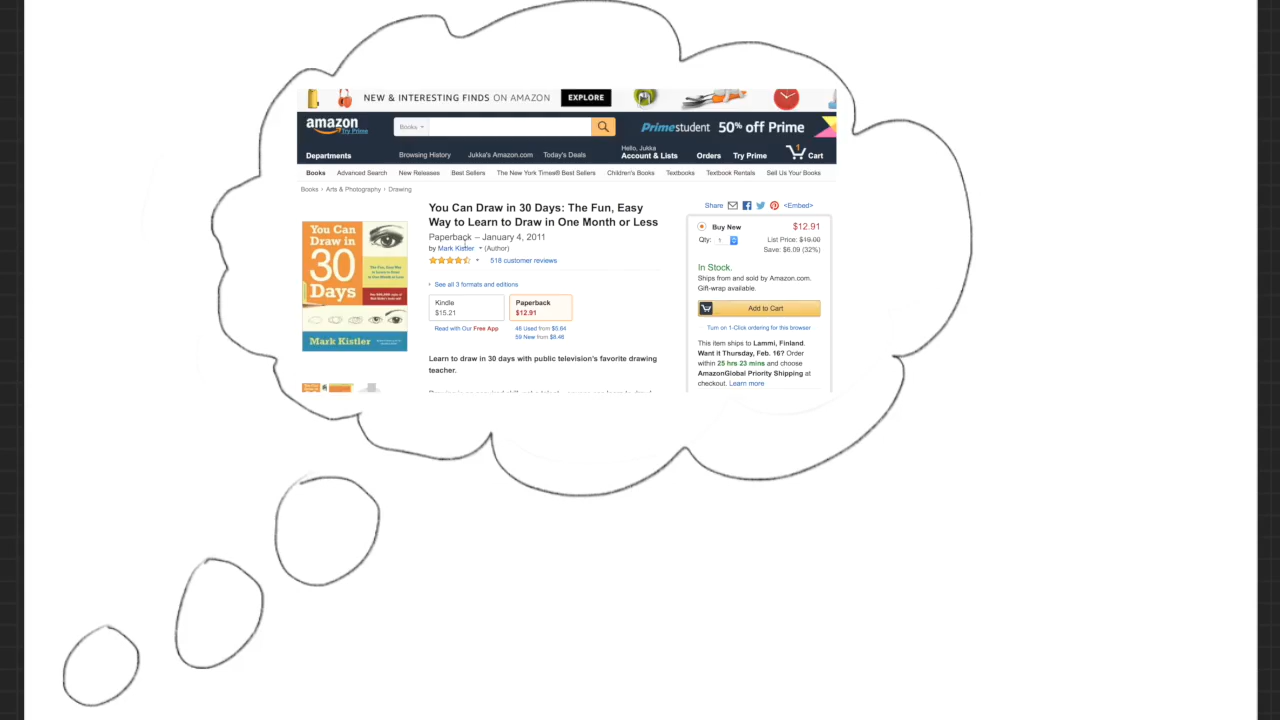 NEW & INTERESTING FINDS ON AMAZON EXPLORE
amazon Try Prime
Books
Primestudent 50% off Prime
Departments
Browsing History Jukka's Amazon.com Today's Deals
Hello, Jukka
Account & Lists Orders Try Prime 1 Cart
Books Advanced Search New Releases Best Sellers The New York Times® Best Sellers Children's Books Textbooks Textbook Rentals Sell Us Your Books
Books › Arts & Photography › Drawing
You Can
Draw in
30
Days
Mark Kistler
You Can Draw in 30 Days: The Fun, Easy
Way to Learn to Draw in One Month or Less
Paperback – January 4, 2011
by Mark Kistler (Author)
518 customer reviews
See all 3 formats and editions
Kindle
$15.21
Paperback
$12.91
Read with Our Free App
46 Used from $5.64
59 New from $8.48
Learn to draw in 30 days with public television's favorite drawing
teacher.
Share <Embed>
Buy New $12.91
Qty: 1 List Price: $19.00
Save: $6.09 (32%)
In Stock.
Ships from and sold by Amazon.com.
Gift-wrap available.
Add to Cart
Turn on 1-Click ordering for this browser
This item ships to Lammi, Finland.
Want it Thursday, Feb. 16? Order
within 25 hrs 23 mins and choose
AmazonGlobal Priority Shipping at
checkout. Learn more